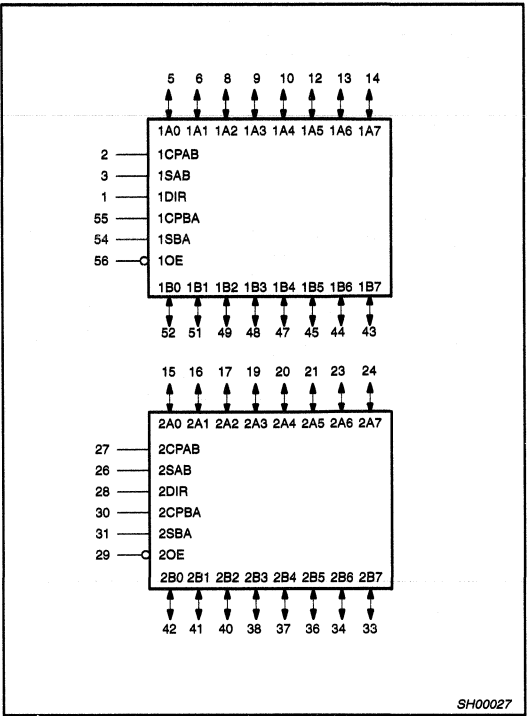 5 6 8 9 10 12 13 14
1A0 1A1 1A2 1A3 1A4 1A5 1A6 1A7
2 1CPAB
3 1SAB
1 1DIR
55 1CPBA
54 1SBA
56 1OE
1B0 1B1 1B2 1B3 1B4 1B5 1B6 1B7
52 51 49 48 47 45 44 43
15 16 17 19 20 21 23 24
2A0 2A1 2A2 2A3 2A4 2A5 2A6 2A7
27 2CPAB
26 2SAB
28 2DIR
30 2CPBA
31 2SBA
29 2OE
2B0 2B1 2B2 2B3 2B4 2B5 2B6 2B7
42 41 40 38 37 36 34 33
SH00027